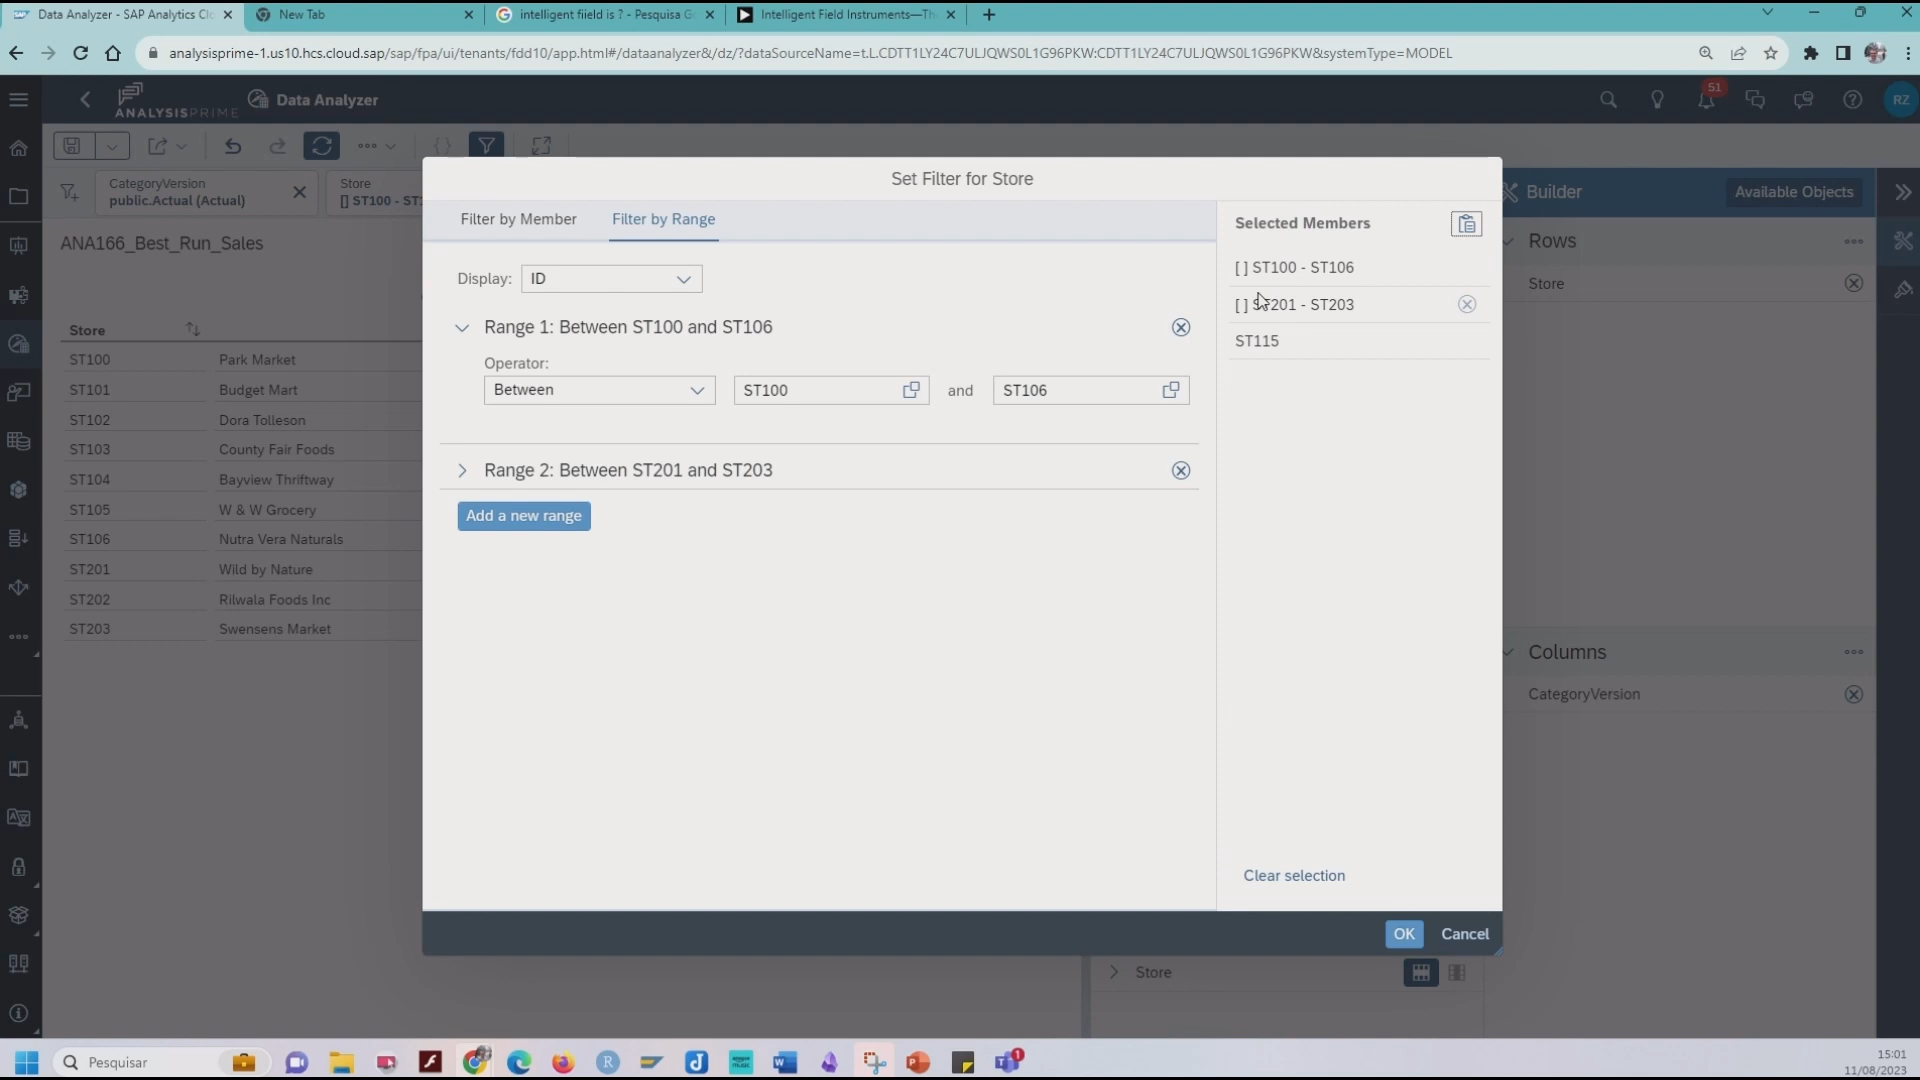 Data Analyzer - SAP Analytics Clo
New Tab
intelligent fiield is ? - Pesquisa Go
Intelligent Field Instruments—Th
analysisprime-1.us10.hcs.cloud.sap/sap/fpa/ui/tenants/fdd10/app.html#/dataanalyzer&/dz/?dataSourceName=t.L.CDTT1LY24C7ULJQWS0L1G96PKW:CDTT1LY24C7ULJQWS0L1G96PKW&systemType=MODEL
ANALYSISPRIME
Data Analyzer
51
RZ
CategoryVersion
public.Actual (Actual)
Store
[] ST100 - ST1
Builder
Available Objects
ANA166_Best_Run_Sales
Rows
Store
Store
ST100 Park Market
ST101 Budget Mart
ST102 Dora Tolleson
ST103 County Fair Foods
ST104 Bayview Thriftway
ST105 W & W Grocery
ST106 Nutra Vera Naturals
ST201 Wild by Nature
ST202 Rilwala Foods Inc
ST203 Swensens Market
Set Filter for Store
Filter by Member
Filter by Range
Display: ID
Range 1: Between ST100 and ST106
Operator:
Between ST100 and ST106
Range 2: Between ST201 and ST203
Add a new range
Selected Members
[ ] ST100 - ST106
[ ] ST201 - ST203
ST115
Clear selection
OK Cancel
Columns
CategoryVersion
Store
Pesquisar
1
15:01
11/08/2023